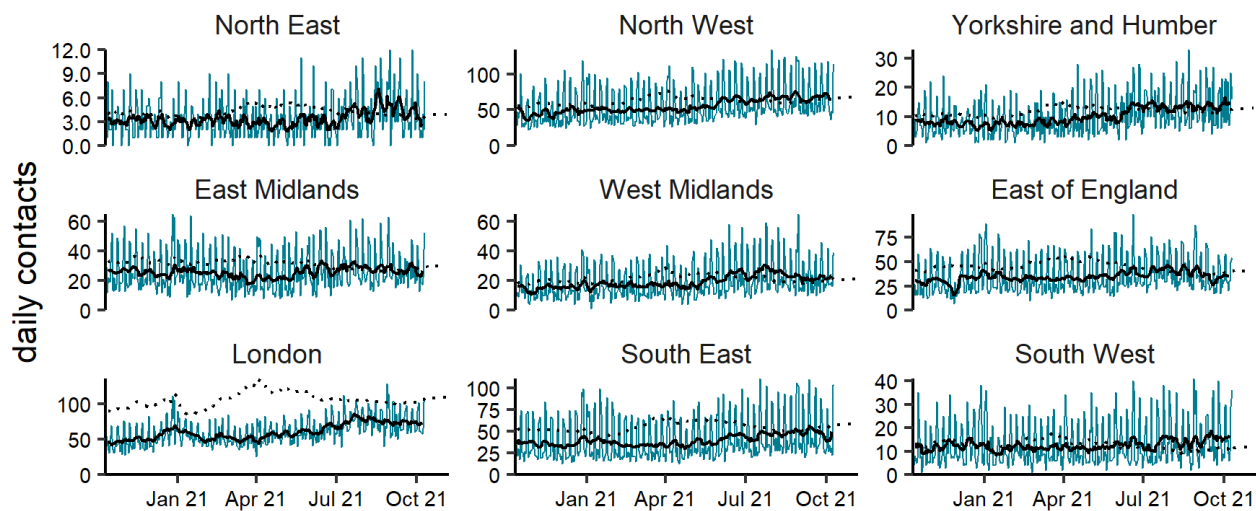 North East
North West
Yorkshire and Humber
12.0
9.0
6.0
3.0
0.0
100
50
0
30
20
10
0
East Midlands
West Midlands
East of England
60
40
20
0
60
40
20
0
75
50
25
0
London
South East
South West
100
50
0
100
75
50
25
0
40
30
20
10
0
Jan 21 Apr 21 Jul 21 Oct 21
Jan 21 Apr 21 Jul 21 Oct 21
Jan 21 Apr 21 Jul 21 Oct 21
daily contacts